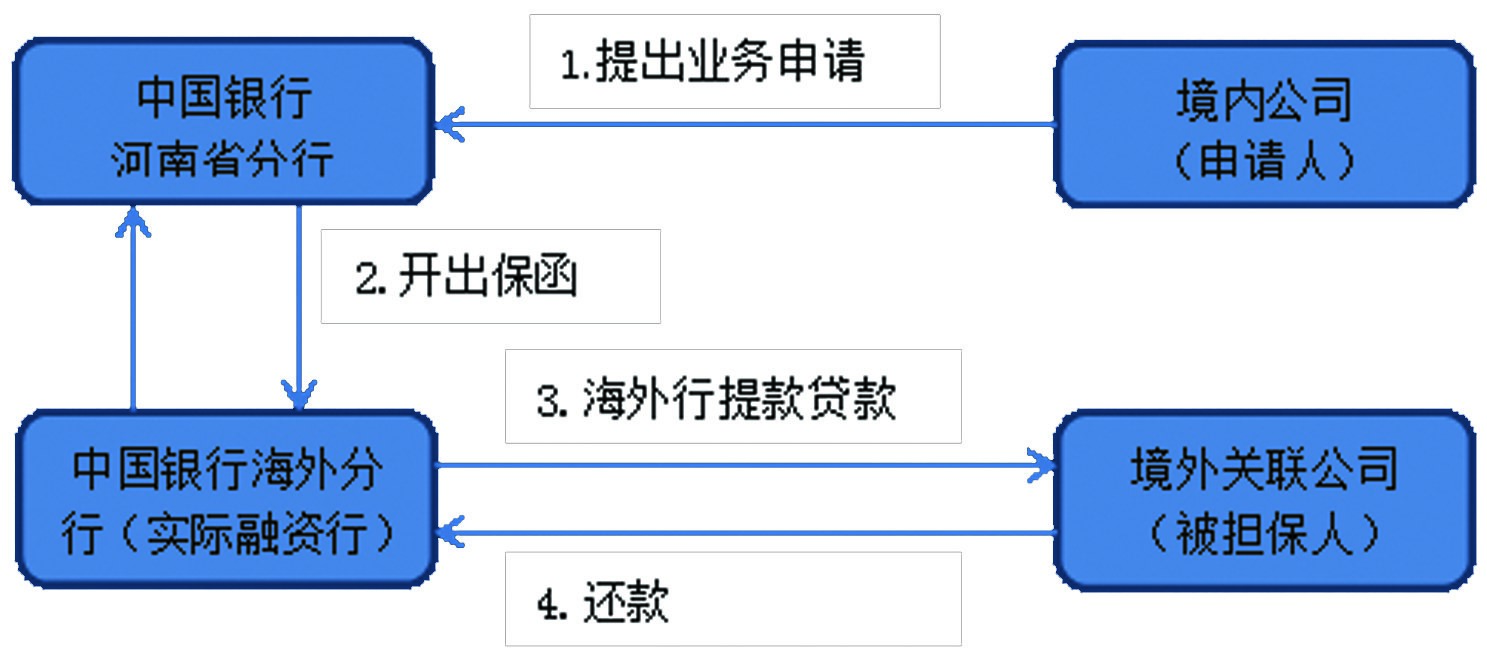 1.提出业务申请
中国银行
河南省分行
境内公司
（申请人）
2. 开出保函
3. 海外行提款贷款
中国银行海外分
行（实际融资行）
境外关联公司
（被担保人）
4. 还款